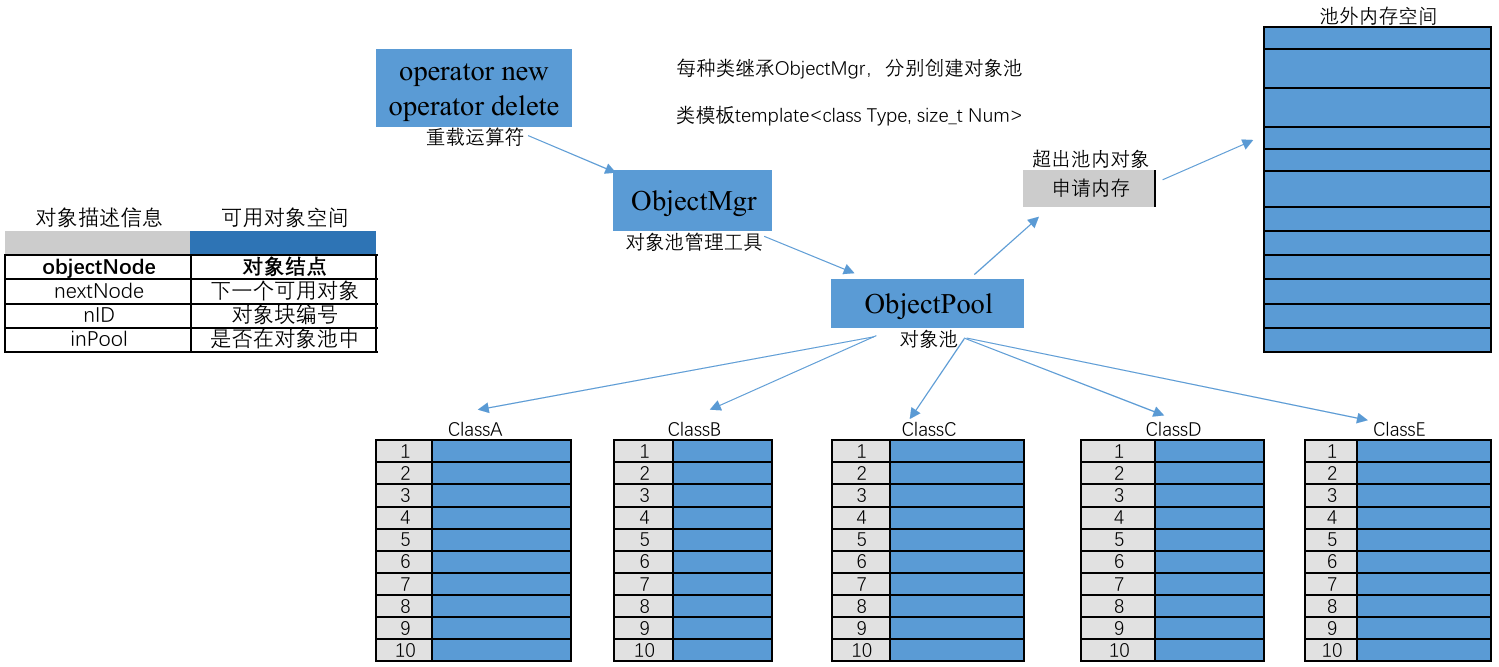 池外内存空间
operator new
operator delete
重载运算符
每种类继承ObjectMgr，分别创建对象池
类模板template<class Type, size_t Num>
超出池内对象
申请内存
ObjectMgr
对象池管理工具
对象描述信息 可用对象空间
objectNode 对象结点
nextNode 下一个可用对象
nID 对象块编号
inPool 是否在对象池中
ObjectPool
对象池
ClassA ClassB ClassC ClassD ClassE
1 1 1 1 1
2 2 2 2 2
3 3 3 3 3
4 4 4 4 4
5 5 5 5 5
6 6 6 6 6
7 7 7 7 7
8 8 8 8 8
9 9 9 9 9
10 10 10 10 10